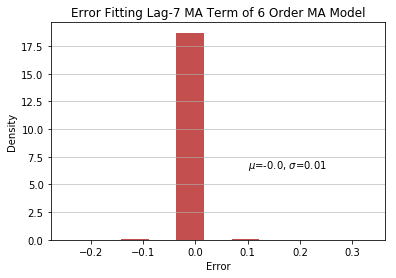 Error Fitting Lag-7 MA Term of 6 Order MA Model
17.5
15.0
12.5
10.0
7.5
5.0
2.5
0.0
Density
μ=-0.0, σ=0.01
−0.2 −0.1 0.0 0.1 0.2 0.3
Error